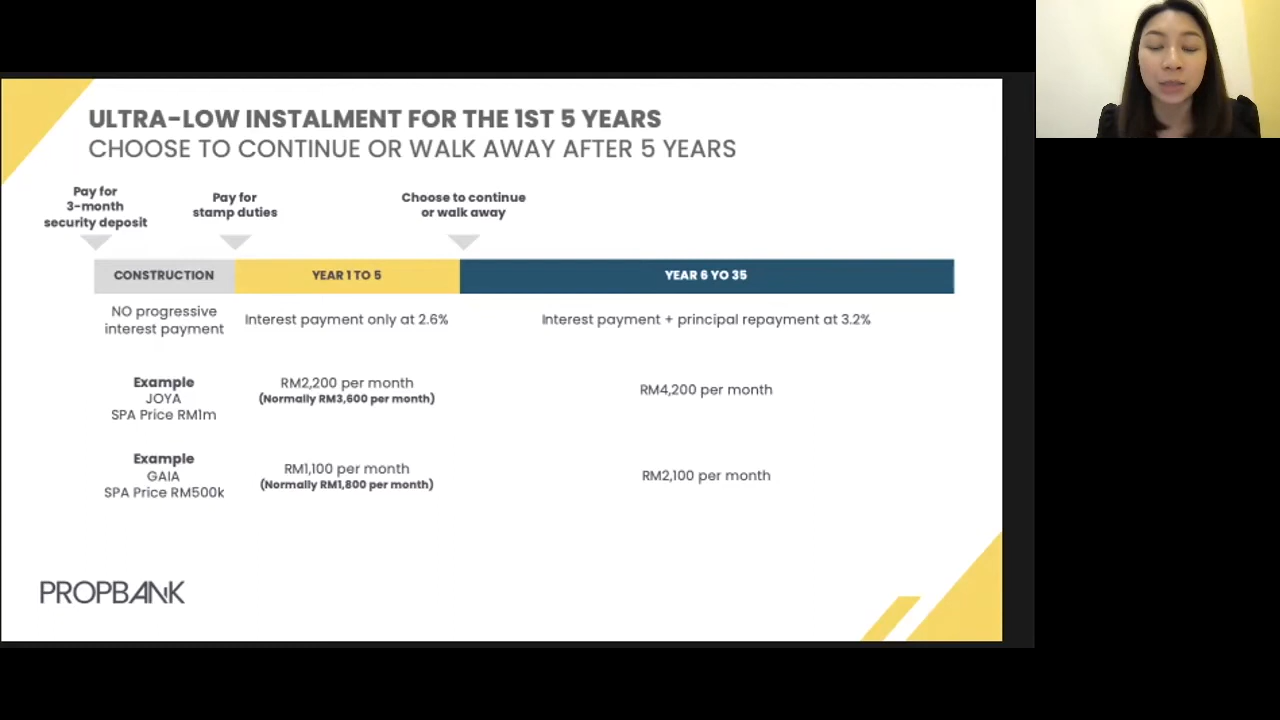 ULTRA-LOW INSTALMENT FOR THE 1ST 5 YEARS
CHOOSE TO CONTINUE OR WALK AWAY AFTER 5 YEARS
Pay for
3-month
security deposit
Pay for
stamp duties
Choose to continue
or walk away
CONSTRUCTION
YEAR 1 TO 5
YEAR 6 YO 35
NO progressive
interest payment
Interest payment only at 2.6%
Interest payment + principal repayment at 3.2%
Example
JOYA
SPA Price RM1m
RM2,200 per month
(Normally RM3,600 per month)
RM4,200 per month
Example
GAIA
SPA Price RM500k
RM1,100 per month
(Normally RM1,800 per month)
RM2,100 per month
PROPBANK